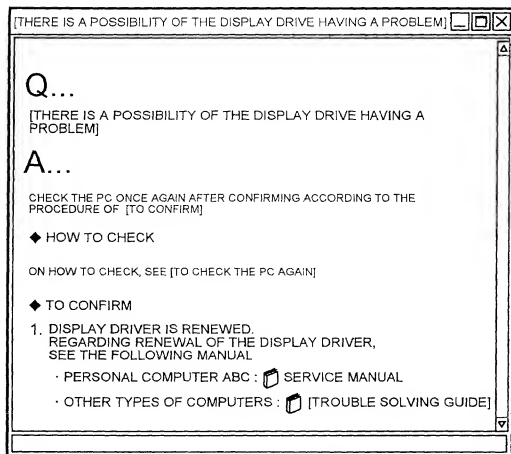 [THERE IS A POSSIBILITY OF THE DISPLAY DRIVE HAVING A PROBLEM]
Q...
[THERE IS A POSSIBILITY OF THE DISPLAY DRIVE HAVING A
PROBLEM]
A...
CHECK THE PC ONCE AGAIN AFTER CONFIRMING ACCORDING TO THE
PROCEDURE OF [TO CONFIRM]
◆ HOW TO CHECK
ON HOW TO CHECK, SEE [TO CHECK THE PC AGAIN]
◆ TO CONFIRM
1. DISPLAY DRIVER IS RENEWED.
REGARDING RENEWAL OF THE DISPLAY DRIVER,
SEE THE FOLLOWING MANUAL
· PERSONAL COMPUTER ABC : SERVICE MANUAL
· OTHER TYPES OF COMPUTERS : [TROUBLE SOLVING GUIDE]